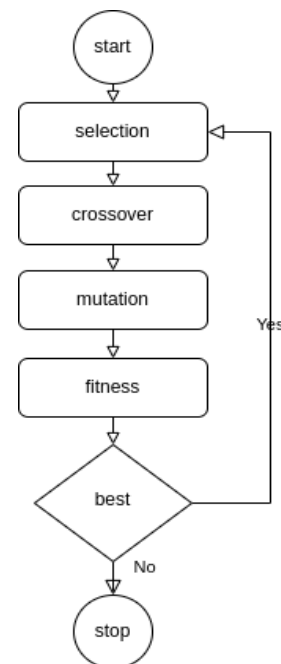 start
selection
crossover
mutation
Yes
fitness
best
No
stop